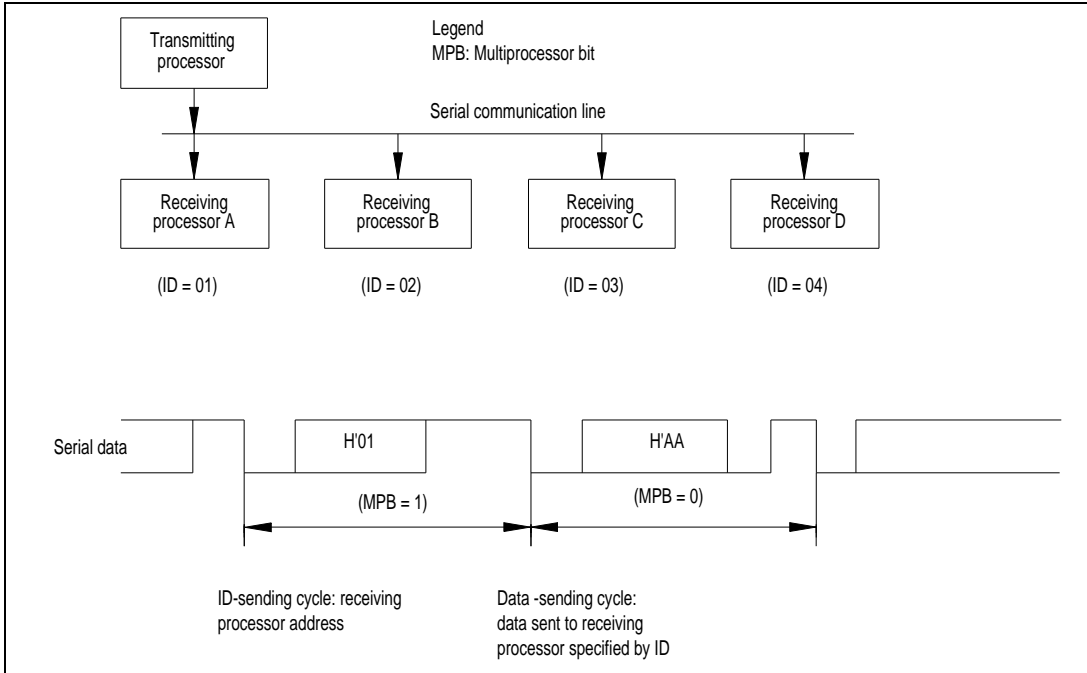 Transmitting
processor
Legend
MPB: Multiprocessor bit
Serial communication line
Receiving
processor A
Receiving
processor B
Receiving
processor C
Receiving
processor D
(ID = 01)
(ID = 02)
(ID = 03)
(ID = 04)
Serial data
H'01
H'AA
(MPB = 1)
(MPB = 0)
ID-sending cycle: receiving
processor address
Data -sending cycle:
data sent to receiving
processor specified by ID